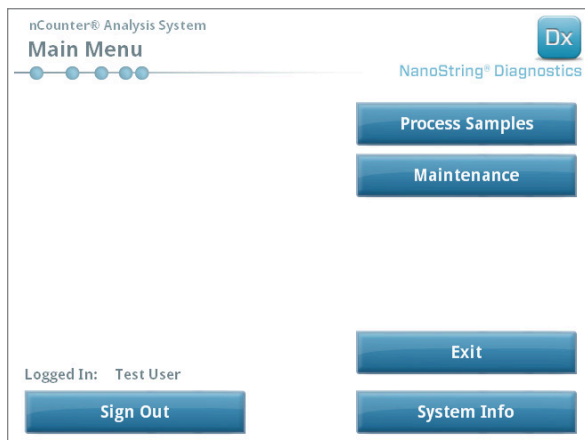 nCounter® Analysis System
Main Menu
Dx
NanoString® Diagnostics
Process Samples
Maintenance
Exit
Logged In: Test User
Sign Out
System Info